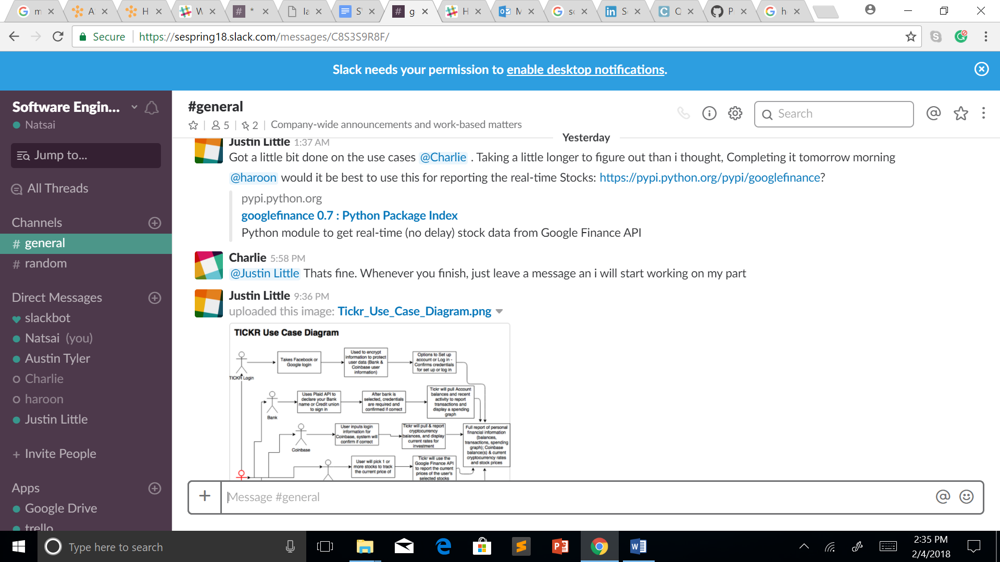 m
A
H
W
*
la
S'
g
H
M
sc
S
C
P
h
Secure
https://sespring18.slack.com/messages/C8S3S9R8F/
Slack needs your permission to enable desktop notifications.
Software Engin...
Natsai
Jump to...
All Threads
Channels
# general
# random
Direct Messages
slackbot
Natsai (you)
Austin Tyler
Charlie
haroon
Justin Little
+ Invite People
Apps
Google Drive
trello
#general
5
2
Company-wide announcements and work-based matters
Search
Yesterday
Justin Little 1:37 AM
Got a little bit done on the use cases @Charlie . Taking a little longer to figure out than i thought, Completing it tomorrow morning
@haroon would it be best to use this for reporting the real-time Stocks: https://pypi.python.org/pypi/googlefinance?
pypi.python.org
googlefinance 0.7 : Python Package Index
Python module to get real-time (no delay) stock data from Google Finance API
Charlie 5:58 PM
@Justin Little Thats fine. Whenever you finish, just leave a message an i will start working on my part
Justin Little 9:36 PM
uploaded this image: Tickr_Use_Case_Diagram.png
TICKR Use Case Diagram
TICKR Login
Takes Facebook or
Google login
Used to encrypt
information to protect
user data (Bank &
Coinbase user
information)
Options to Set up
account or Log in -
Confirms credentials
for set up or log in
Bank
Uses Plaid API to
declare your Bank
name or Credit union
to sign in
After bank is
selected, credentials
are required and
confirmed if correct
Tickr will pull Account
balances and recent
activity to report
transactions and
display a spending
graph
Coinbase
User inputs login
information for
Coinbase, system will
confirm if correct
Tickr will pull & report
cryptocurrency
balances, and display
current rates for
investment
Full report of personal
financial information
(balances,
transactions, spending
graph); Coinbase
balance(s) & current
cryptocurrency rates
and stock prices
User will pick 1 or
more stocks to track
the current price of
Tickr will use the
Google Finance API
to report the current
prices of the user's
selected stocks
Message #general
Type here to search
2:35 PM
2/4/2018